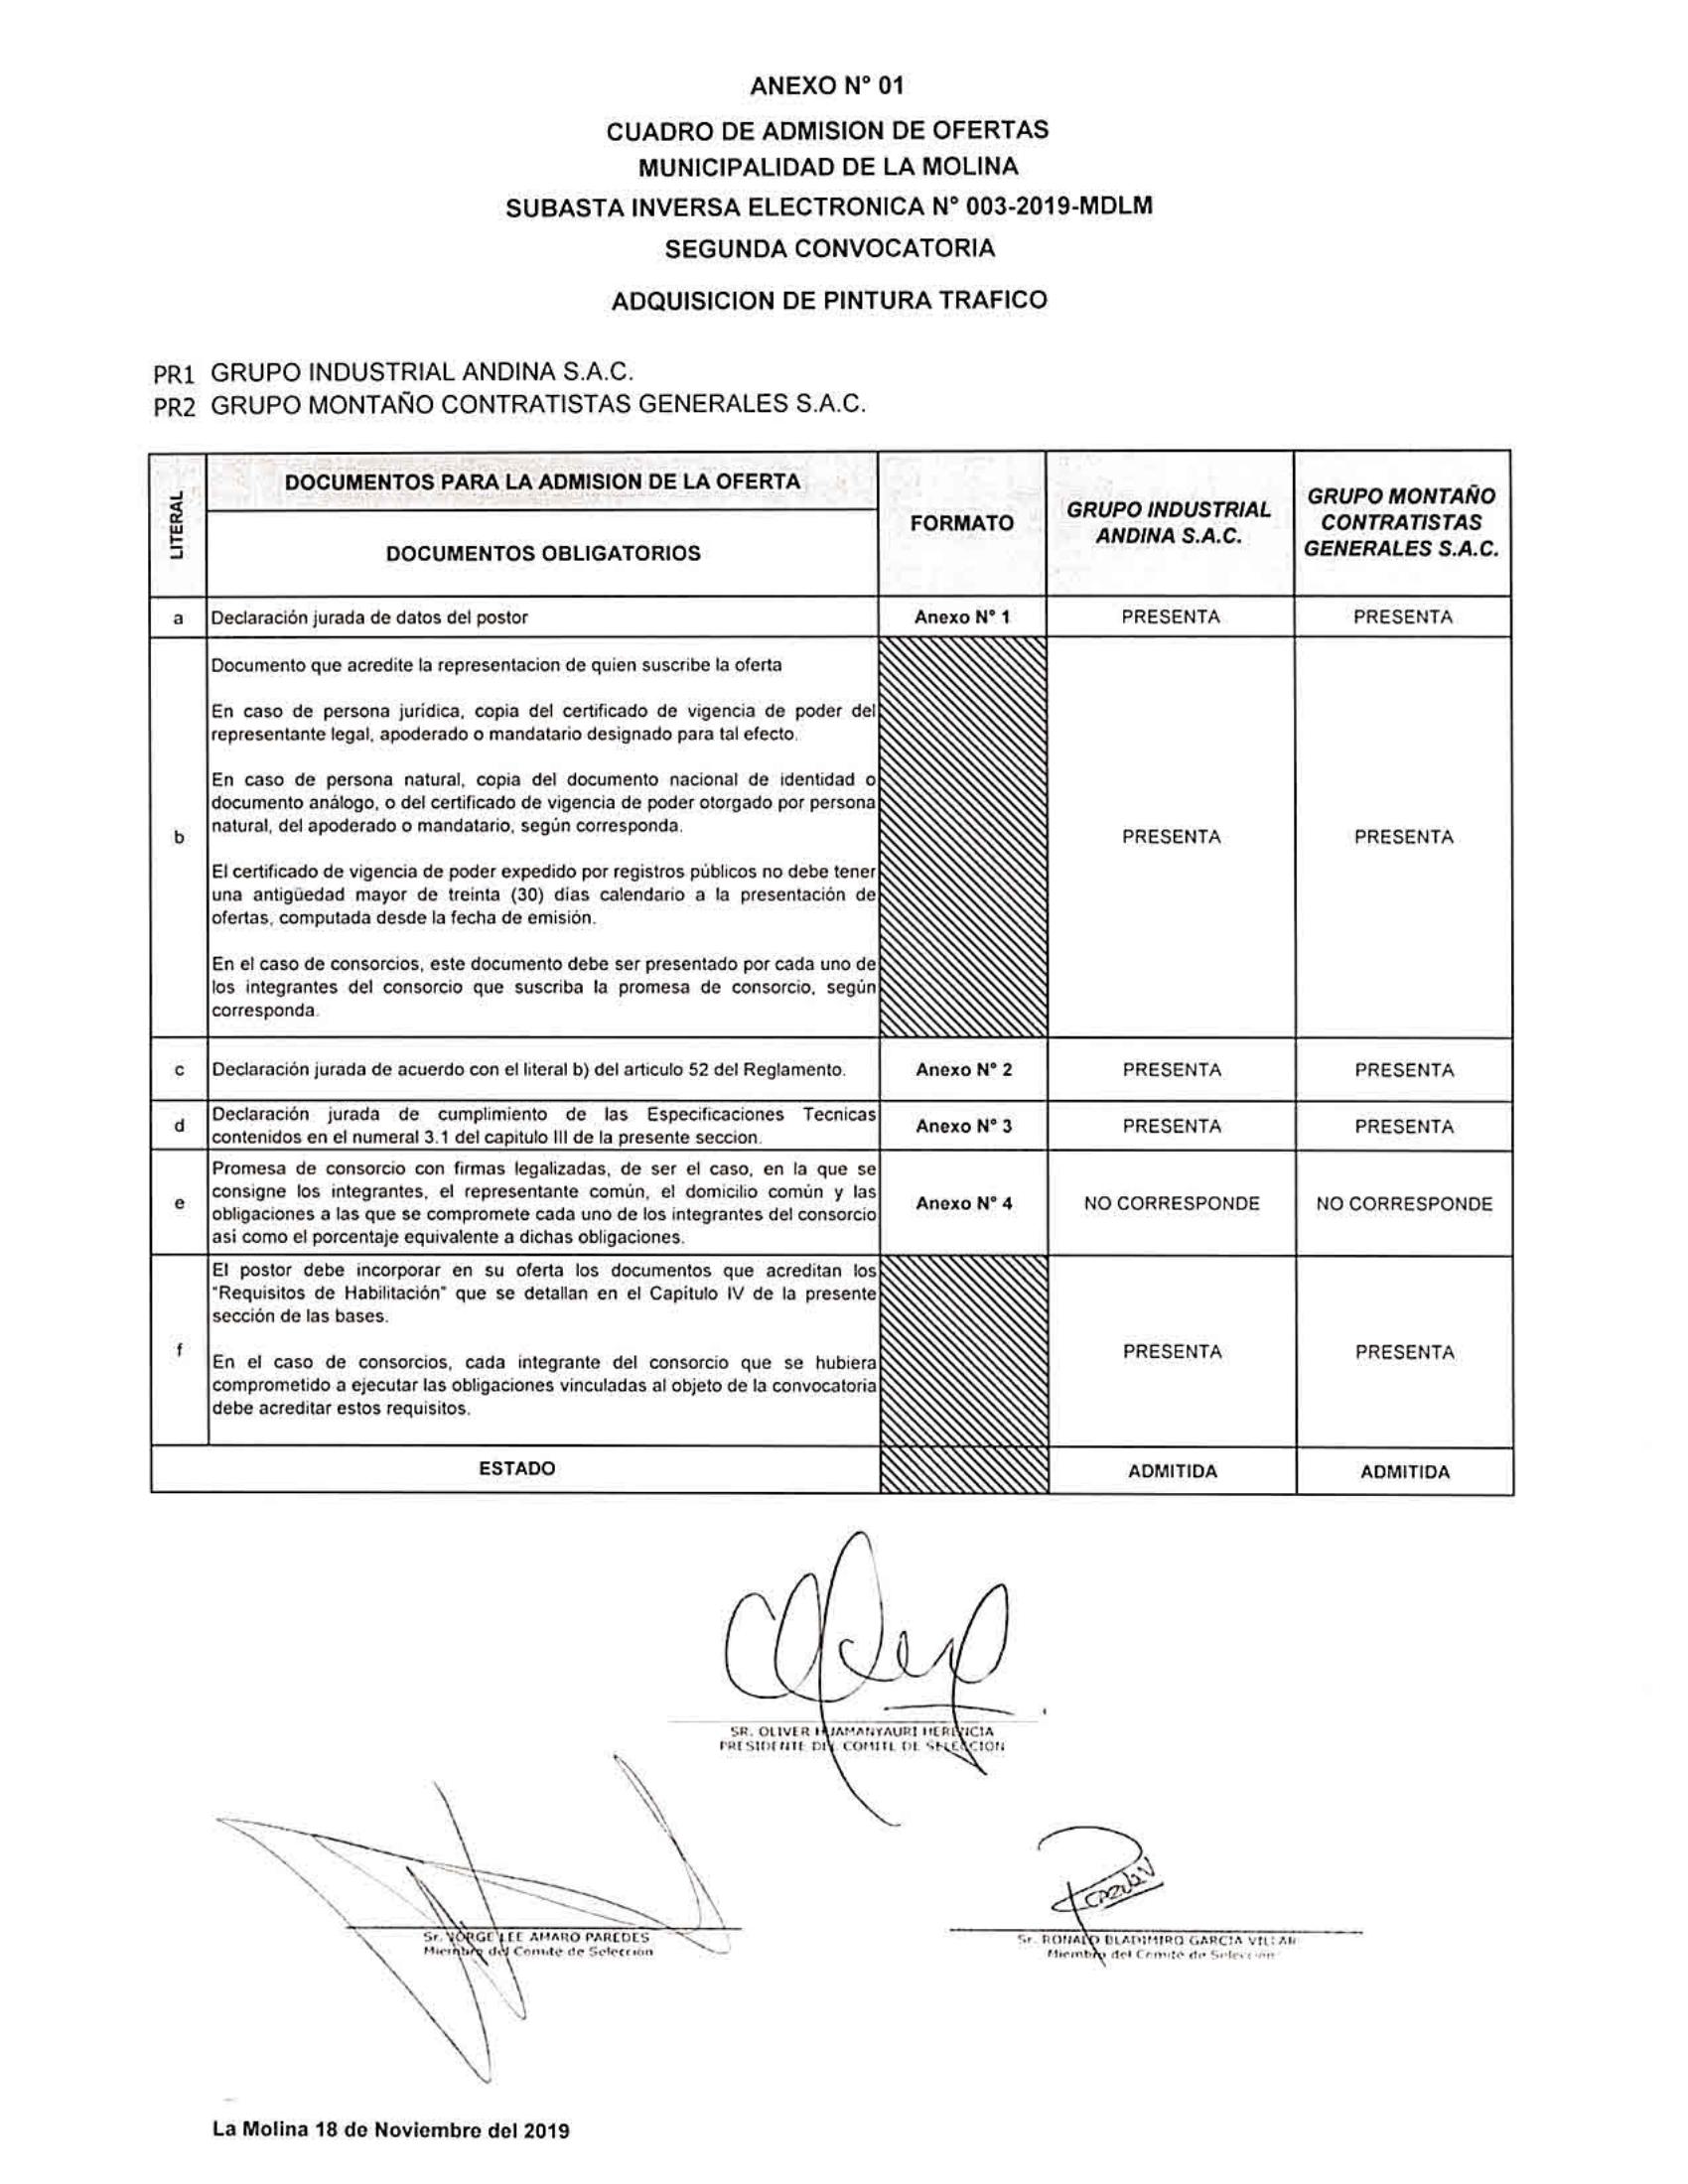 ANEXO N° 01
CUADRO DE ADMISION DE OFERTAS
MUNICIPALIDAD DE LA MOLINA
SUBASTA INVERSA ELECTRONICA N° 003-2019-MDLM
SEGUNDA CONVOCATORIA
ADQUISICION DE PINTURA TRAFICO
PR1 GRUPO INDUSTRIAL ANDINA S.A.C.
PR2 GRUPO MONTAÑO CONTRATISTAS GENERALES S.A.C.
LITERAL
DOCUMENTOS PARA LA ADMISION DE LA OFERTA
DOCUMENTOS OBLIGATORIOS
FORMATO
GRUPO INDUSTRIAL
ANDINA S.A.C.
GRUPO MONTAÑO
CONTRATISTAS
GENERALES S.A.C.
a Declaración jurada de datos del postor Anexo N° 1 PRESENTA PRESENTA
b
Documento que acredite la representacion de quien suscribe la oferta
En caso de persona jurídica, copia del certificado de vigencia de poder del
representante legal, apoderado o mandatario designado para tal efecto.
En caso de persona natural, copia del documento nacional de identidad o
documento análogo, o del certificado de vigencia de poder otorgado por persona
natural, del apoderado o mandatario, según corresponda.
El certificado de vigencia de poder expedido por registros públicos no debe tener
una antigüedad mayor de treinta (30) días calendario a la presentación de
ofertas, computada desde la fecha de emisión.
En el caso de consorcios, este documento debe ser presentado por cada uno de
los integrantes del consorcio que suscriba la promesa de consorcio, según
corresponda.
PRESENTA PRESENTA
c Declaración jurada de acuerdo con el literal b) del articulo 52 del Reglamento. Anexo N° 2 PRESENTA PRESENTA
d
Declaración jurada de cumplimiento de las Especificaciones Tecnicas
contenidos en el numeral 3.1 del capitulo III de la presente seccion.
Anexo N° 3 PRESENTA PRESENTA
e
Promesa de consorcio con firmas legalizadas, de ser el caso, en la que se
consigne los integrantes, el representante común, el domicilio común y las
obligaciones a las que se compromete cada uno de los integrantes del consorcio
así como el porcentaje equivalente a dichas obligaciones.
Anexo N° 4 NO CORRESPONDE NO CORRESPONDE
f
El postor debe incorporar en su oferta los documentos que acreditan los
"Requisitos de Habilitación" que se detallan en el Capitulo IV de la presente
sección de las bases.
En el caso de consorcios, cada integrante del consorcio que se hubiera
comprometido a ejecutar las obligaciones vinculadas al objeto de la convocatoria
debe acreditar estos requisitos.
PRESENTA PRESENTA
ESTADO ADMITIDA ADMITIDA
SR. OLIVER HUAMANYAURI HERENCIA
PRESIDENTE DEL COMITE DE SELECCION
Sr. JORGE LEE AMARO PAREDES
Miembro del Comité de Selección
Sr. RONALD BLADIMIRO GARCIA VILLAR
Miembro del Comité de Selección
La Molina 18 de Noviembre del 2019